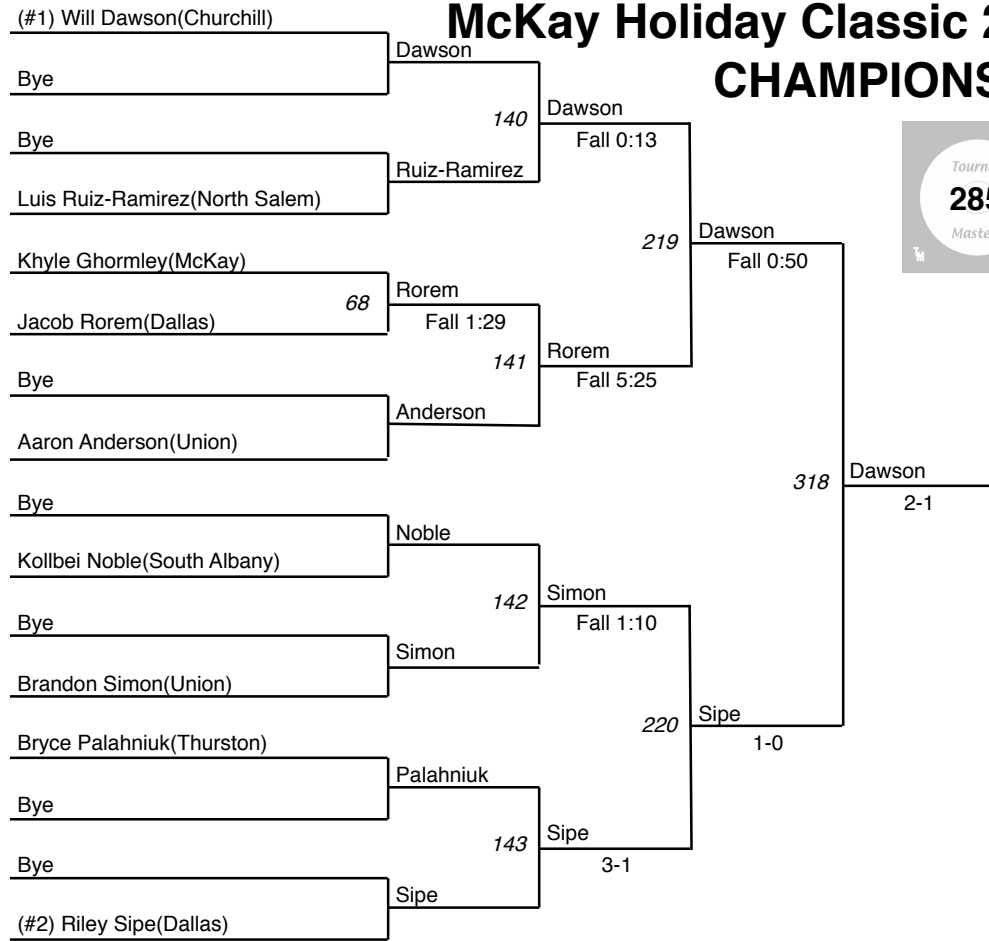 McKay Holiday Classic
(#1) Will Dawson(Churchill)
Dawson
Bye
140
Dawson
Fall 0:13
Bye
Ruiz-Ramirez
Luis Ruiz-Ramirez(North Salem)
219
Dawson
Fall 0:50
Khyle Ghormley(McKay)
68
Rorem
Fall 1:29
Jacob Rorem(Dallas)
141
Rorem
Fall 5:25
Bye
Anderson
Aaron Anderson(Union)
318
Dawson
2-1
Bye
Noble
Kollbei Noble(South Albany)
142
Simon
Fall 1:10
Bye
Simon
Brandon Simon(Union)
220
Sipe
1-0
Bryce Palahniuk(Thurston)
Palahniuk
Bye
143
Sipe
3-1
Bye
Sipe
(#2) Riley Sipe(Dallas)